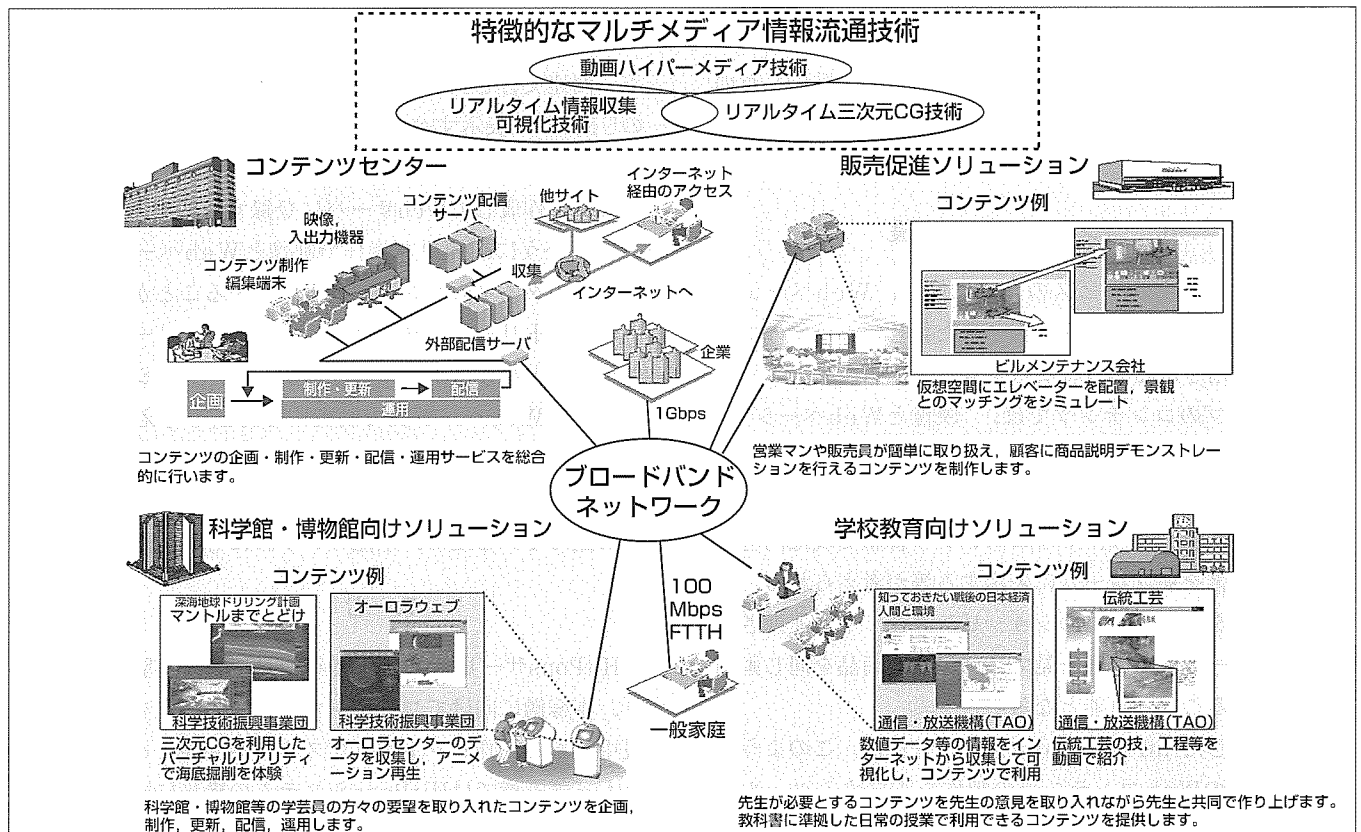 特徴的なマルチメディア情報流通技術
動画ハイパーメディア技術
リアルタイム情報収集
可視化技術
リアルタイム三次元CG技術
コンテンツセンター
コンテンツ配信
サーバ
他サイト
インターネット
経由のアクセス
映像,
入出力機器
コンテンツ制作
編集端末
収集
インターネットへ
外部配信サーバ
企画
制作・更新
配信
運用
コンテンツの企画・制作・更新・配信・運用サービスを総合
的に行います。
企業
1Gbps
販売促進ソリューション
コンテンツ例
ビルメンテナンス会社
仮想空間にエレベーターを配置,景観
とのマッチングをシミュレート
営業マンや販売員が簡単に取り扱え,顧客に商品説明デモンストレー
ションを行えるコンテンツを制作します。
ブロードバンド
ネットワーク
科学館・博物館向けソリューション
コンテンツ例
深海地球ドリリング計画
マントルまでとどけ
科学技術振興事業団
三次元CGを利用した
バーチャルリアリティ
で海底掘削を体験
オーロラウェブ
科学技術振興事業団
オーロラセンターのデ
ータを収集し,アニメ
ーション再生
科学館・博物館等の学芸員の方々の要望を取り入れたコンテンツを企画,
制作,更新,配信,運用します。
100
Mbps
FTTH
一般家庭
学校教育向けソリューション
コンテンツ例
知っておきたい戦後の日本経済
人間と環境
通信・放送機構(TAO)
数値データ等の情報をイン
ターネットから収集して可
視化し,コンテンツで利用
伝統工芸
通信・放送機構(TAO)
伝統工芸の技,工程等を
動画で紹介
先生が必要とするコンテンツを先生の意見を取り入れながら先生と共同で作り上げます。
教科書に準拠した日常の授業で利用できるコンテンツを提供します。